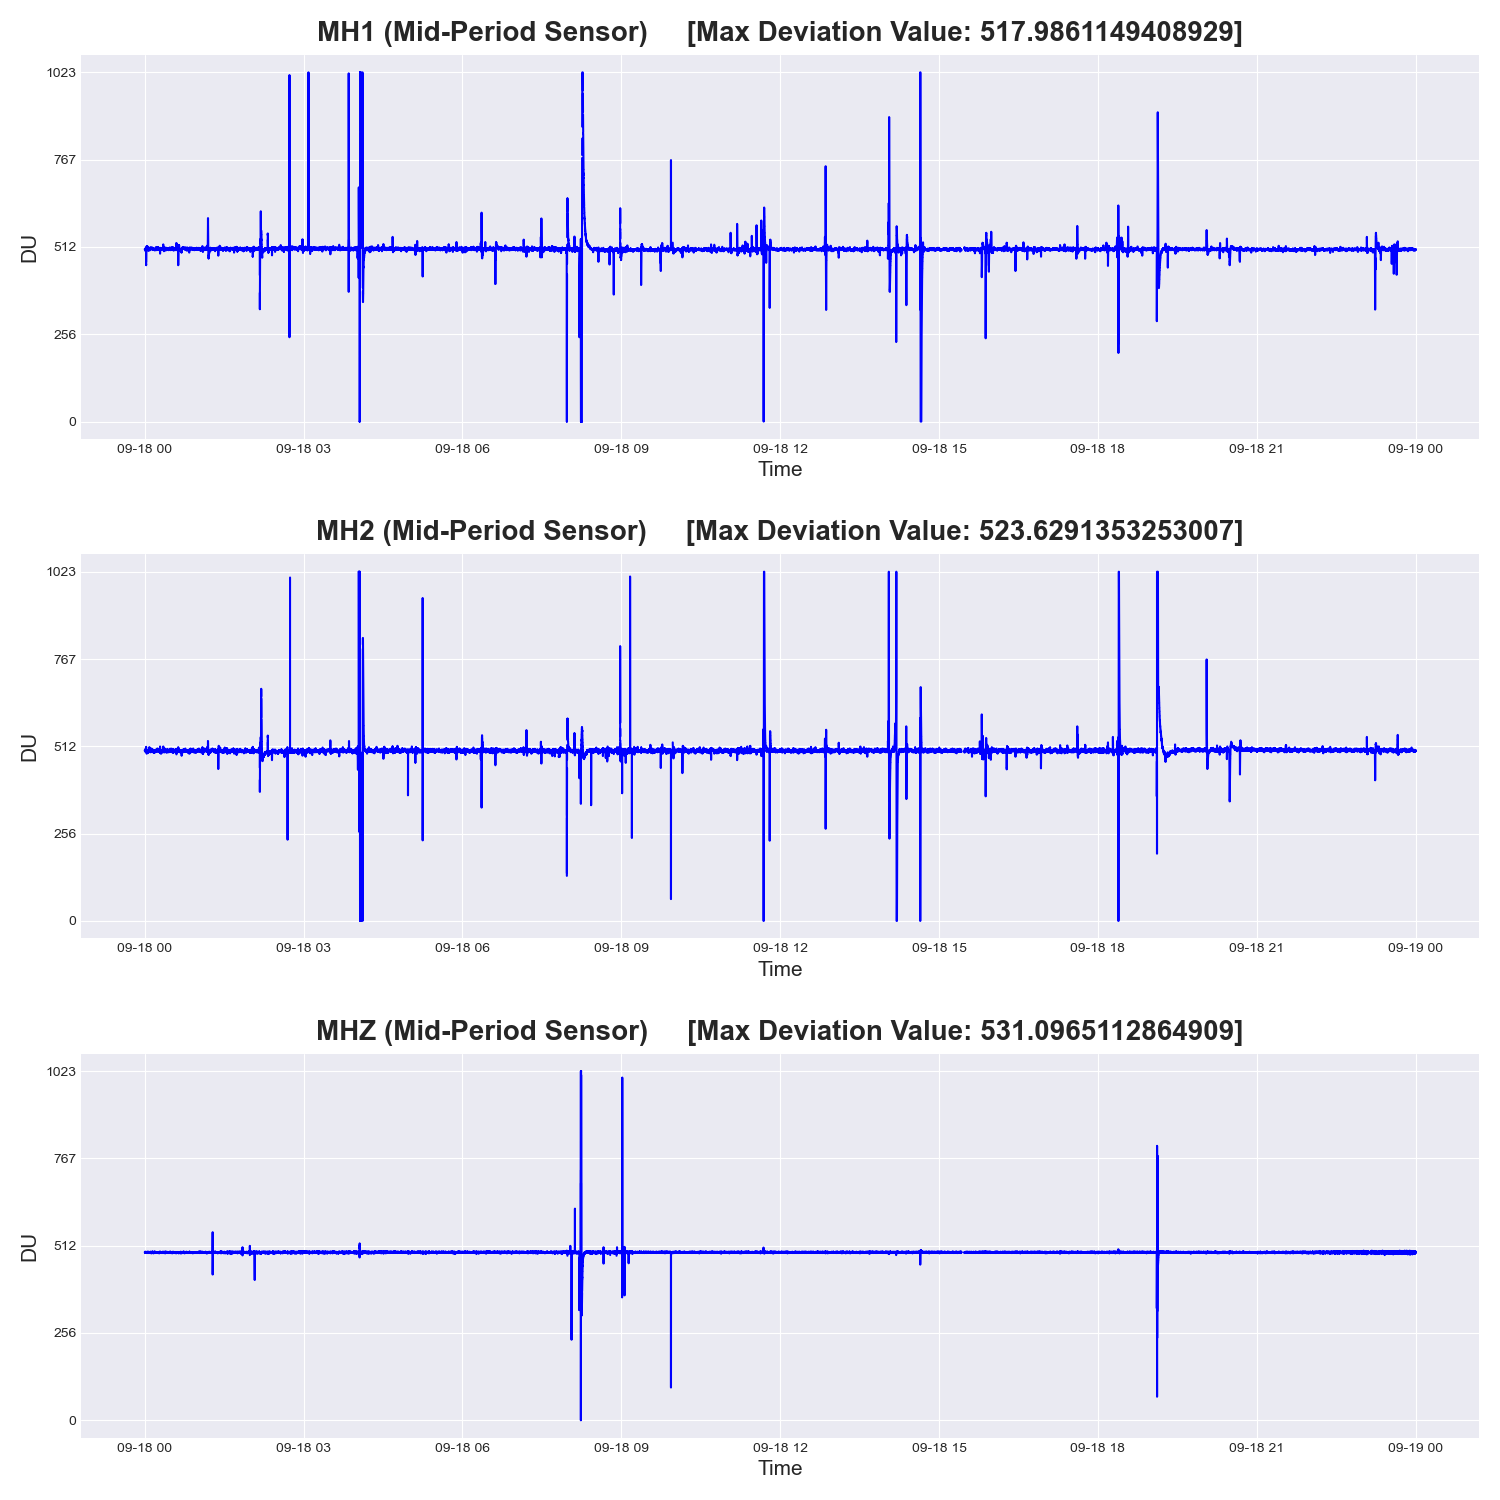 MH1 (Mid-Period Sensor)     [Max Deviation Value: 517.9861149408929]
1023
767
512
256
0
DU
09-18 00 09-18 03 09-18 06 09-18 09 09-18 12 09-18 15 09-18 18 09-18 21 09-19 00
Time
MH2 (Mid-Period Sensor)     [Max Deviation Value: 523.6291353253007]
1023
767
512
256
0
DU
09-18 00 09-18 03 09-18 06 09-18 09 09-18 12 09-18 15 09-18 18 09-18 21 09-19 00
Time
MHZ (Mid-Period Sensor)     [Max Deviation Value: 531.0965112864909]
1023
767
512
256
0
DU
09-18 00 09-18 03 09-18 06 09-18 09 09-18 12 09-18 15 09-18 18 09-18 21 09-19 00
Time